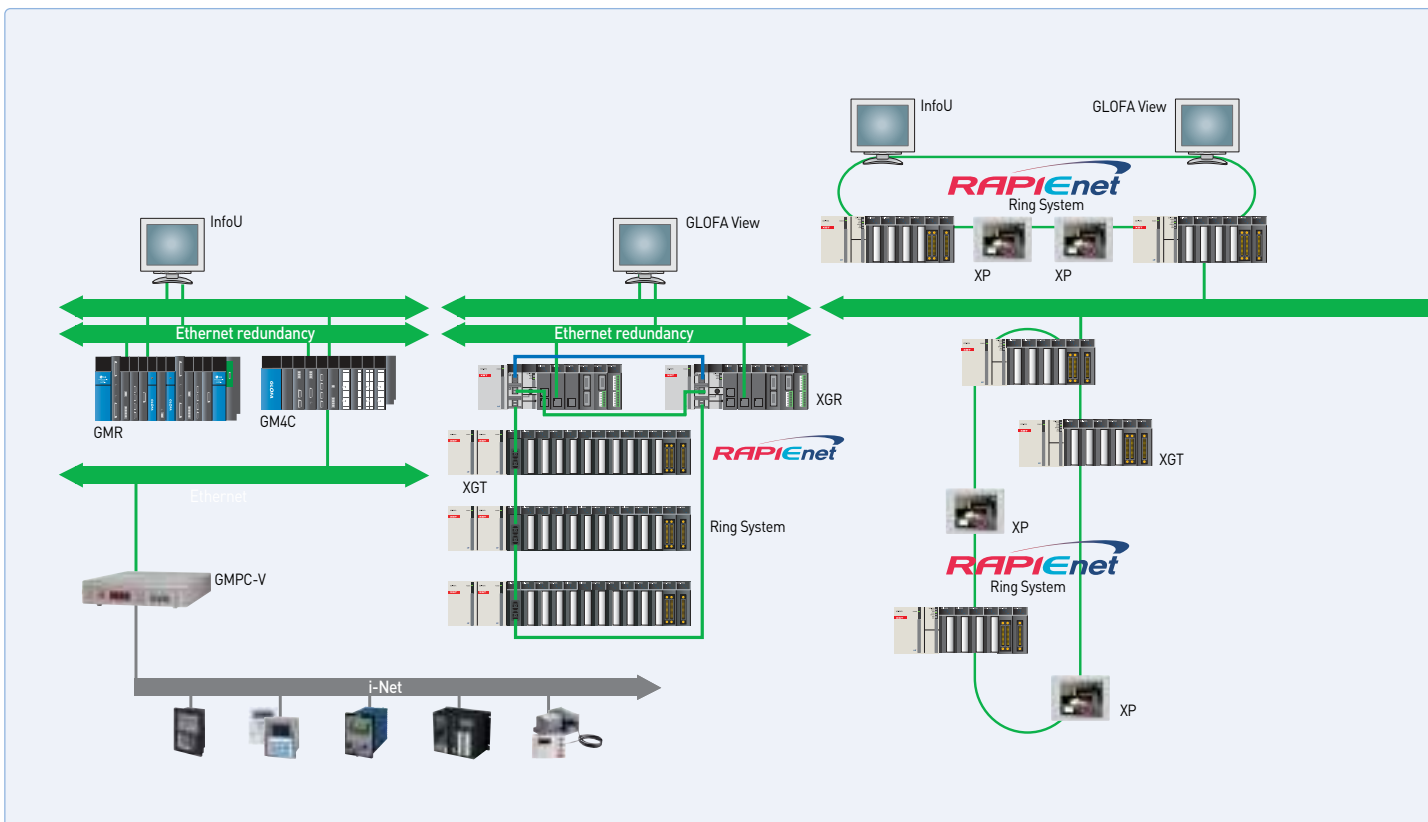 InfoU
GLOFA View
RAPIEnet
Ring System
XP
XP
InfoU
GLOFA View
Ethernet redundancy
Ethernet redundancy
GMR
GM4C
XGR
XGT
RAPIEnet
Ring System
XGT
XP
RAPIEnet
Ring System
XP
Ethernet
GMPC-V
i-Net